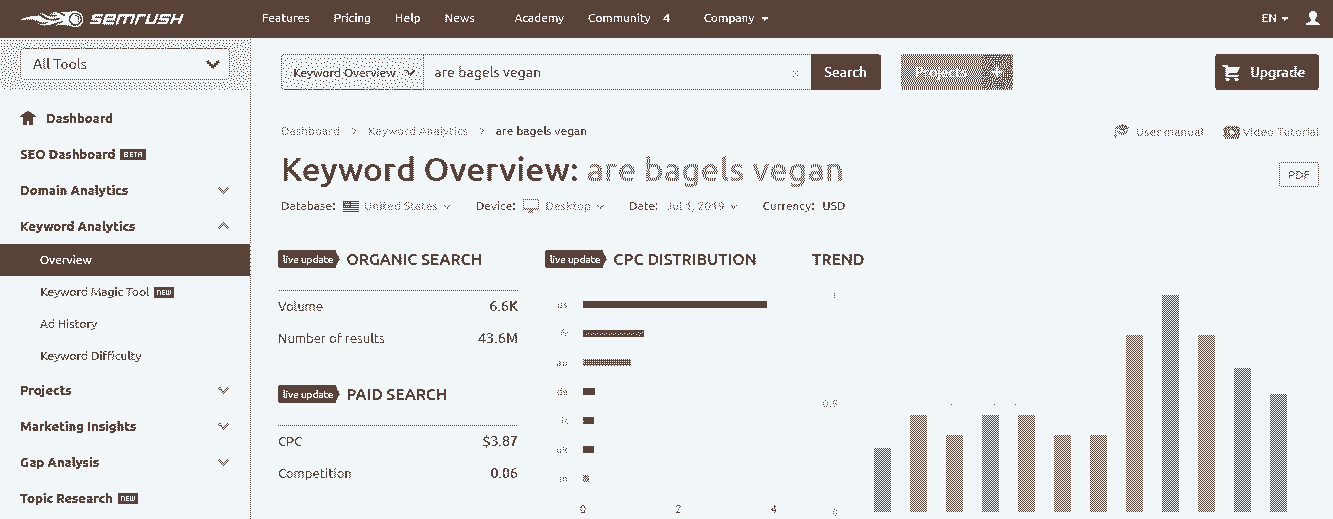 semrush Features Pricing Help News Academy Community 4 Company EN
All Tools
Keyword Overview are bagels vegan × Search Projects + Upgrade
Dashboard
SEO Dashboard BETA
Domain Analytics
Keyword Analytics
Overview
Keyword Magic Tool NEW
Ad History
Keyword Difficulty
Projects
Marketing Insights
Gap Analysis
Topic Research NEW
Dashboard > Keyword Analytics > are bagels vegan
User manual Video Tutorial
Keyword Overview: are bagels vegan
PDF
Database: United States Device: Desktop Date: Jul 1, 2019 Currency: USD
live update ORGANIC SEARCH
Volume 6.6K
Number of results 43.6M
live update PAID SEARCH
CPC $3.87
Competition 0.06
live update CPC DISTRIBUTION
us
au
de
uk
0 2 4
TREND
1
0.5
0